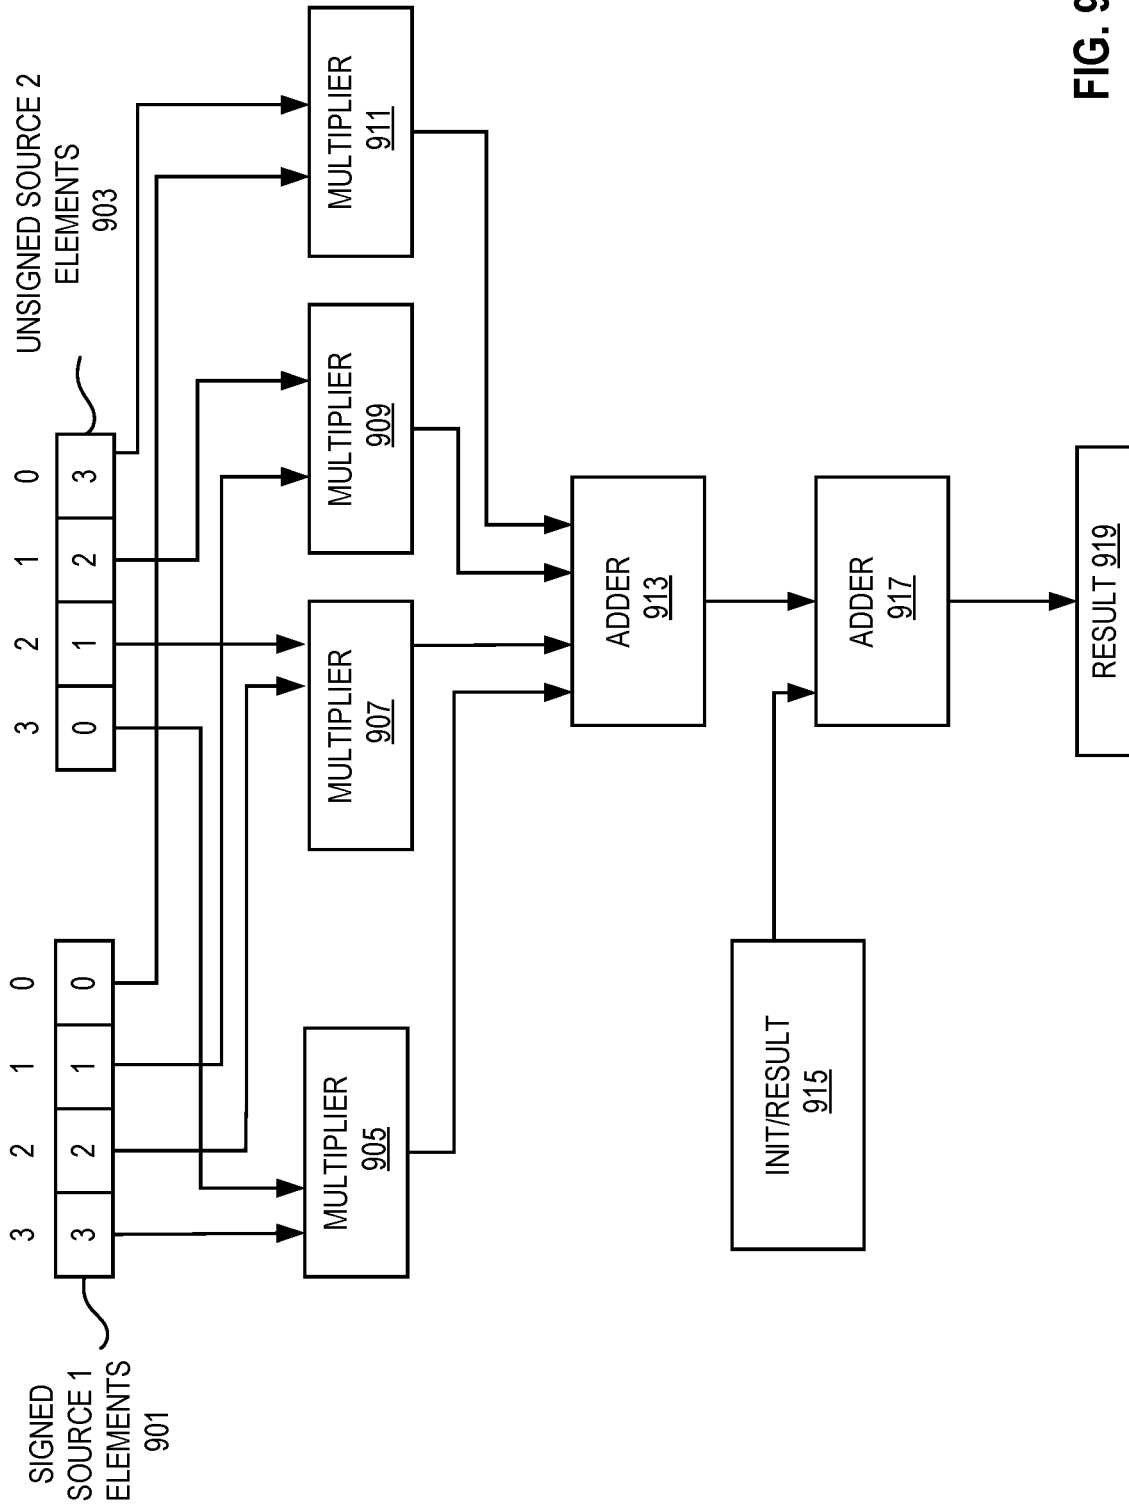 UNSIGNED SOURCE 2
ELEMENTS
903
SIGNED
SOURCE 1
ELEMENTS
901
3 2 1 0
3 2 1 0
3 2 1 0
0 1 2 3
MULTIPLIER
905
MULTIPLIER
907
MULTIPLIER
909
MULTIPLIER
911
ADDER
913
INIT/RESULT
915
ADDER
917
RESULT 919
FIG. 9